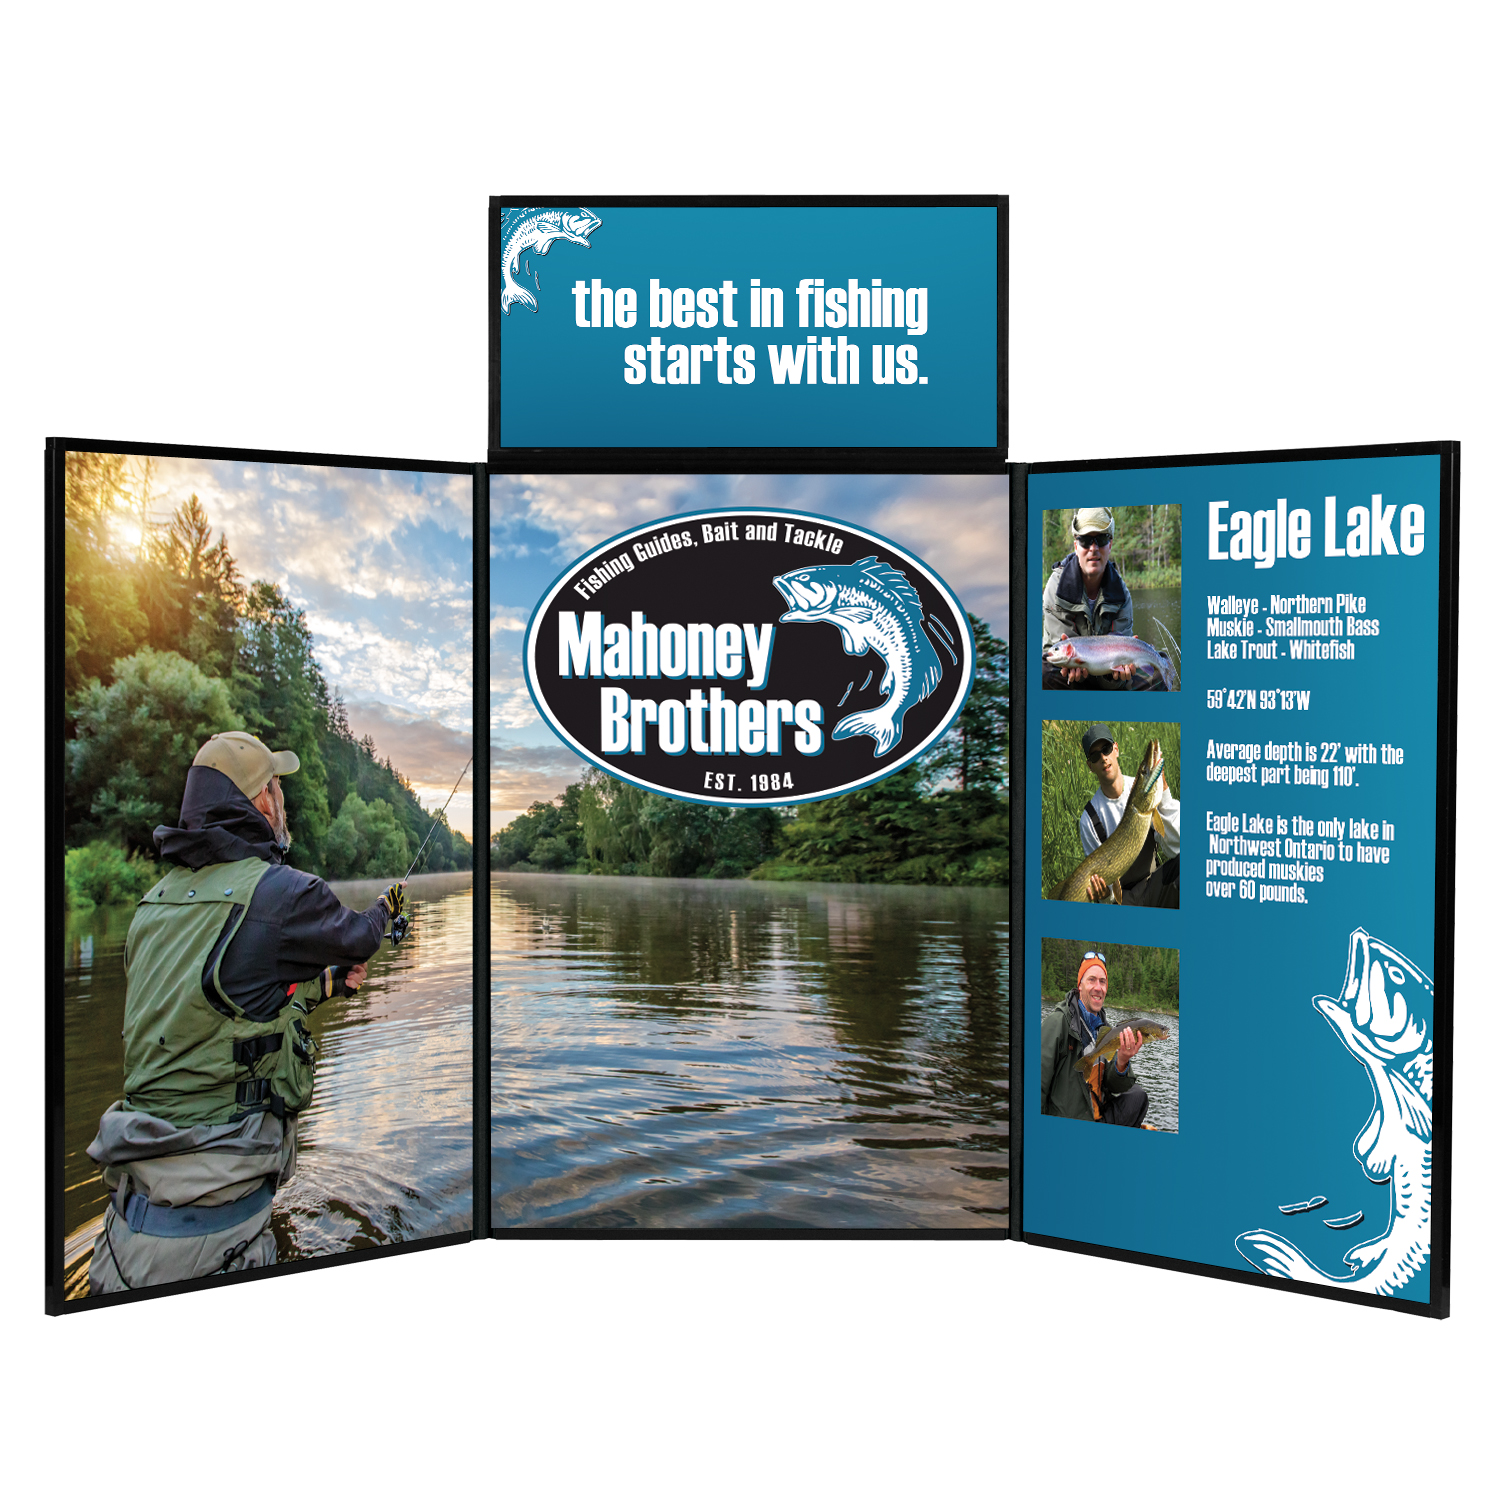 the best in fishing
starts with us.
Fishing Guides, Bait and Tackle
Mahoney
Brothers
EST. 1984
Eagle Lake
Walleye - Northern Pike
Muskie - Smallmouth Bass
Lake Trout - Whitefish
59°42'N 93°13'W
Average depth is 22' with the
deepest part being 110'.
Eagle Lake is the only lake in
Northwest Ontario to have
produced muskies
over 60 pounds.